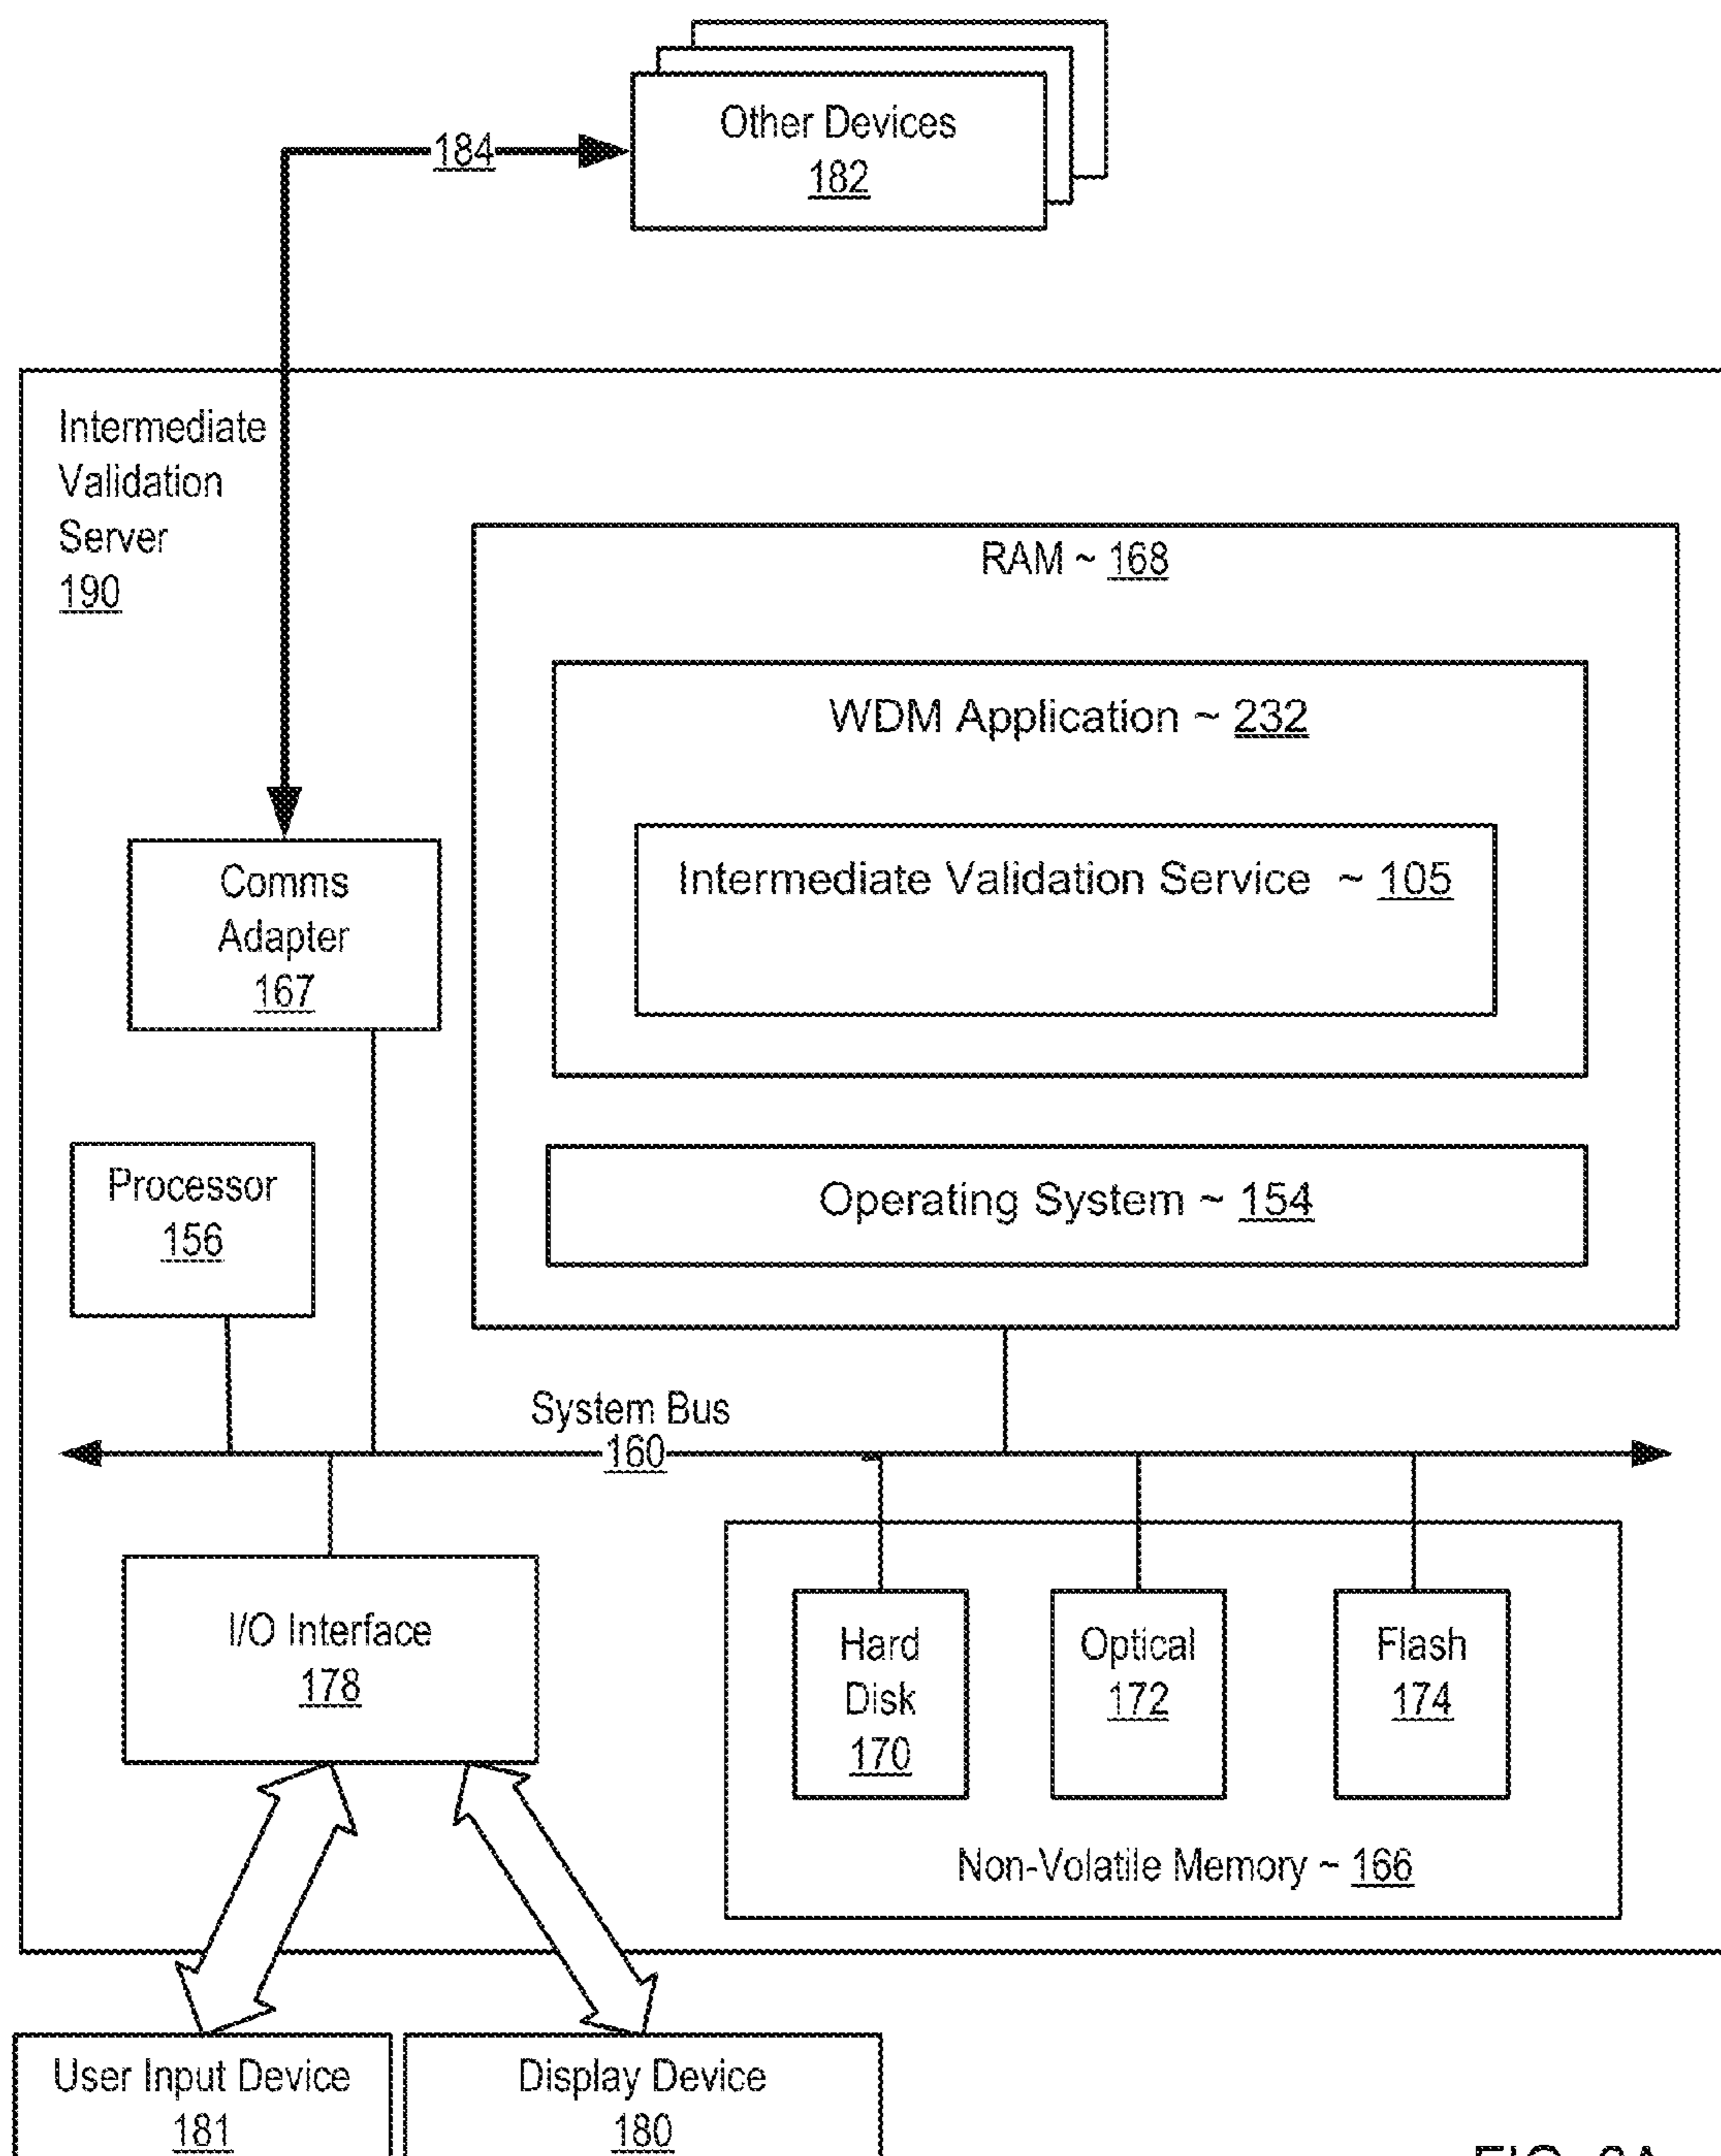 Other Devices
182
184
Intermediate
Validation
Server
190
RAM ~ 168
WDM Application ~ 232
Intermediate Validation Service ~ 105
Comms
Adapter
167
Processor
156
Operating System ~ 154
System Bus
160
I/O Interface
178
Hard
Disk
170
Optical
172
Flash
174
Non-Volatile Memory ~ 166
User Input Device
181
Display Device
180